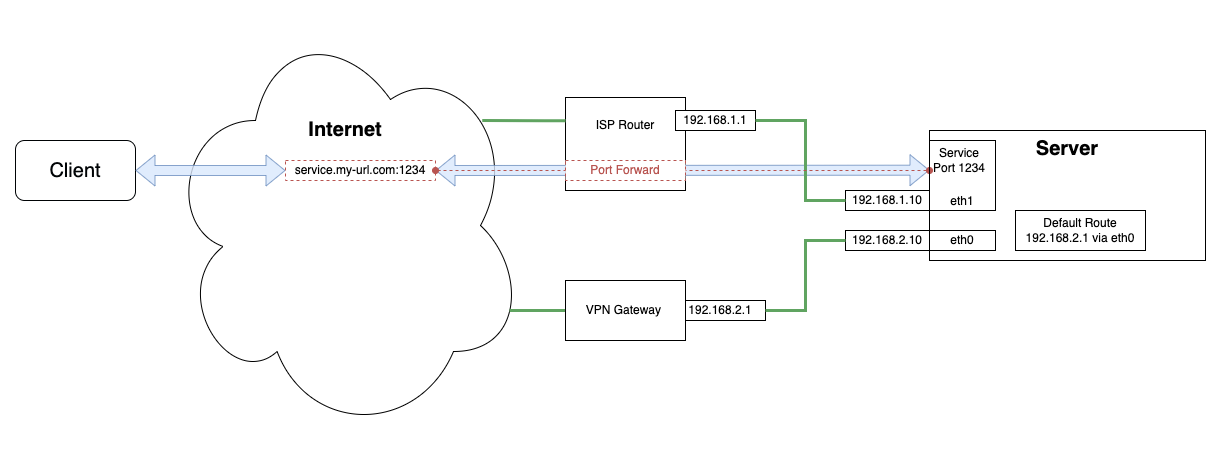 Client
Internet
service.my-url.com:1234
ISP Router
192.168.1.1
Port Forward
VPN Gateway
192.168.2.1
Server
Service
Port 1234
192.168.1.10
eth1
192.168.2.10
eth0
Default Route
192.168.2.1 via eth0